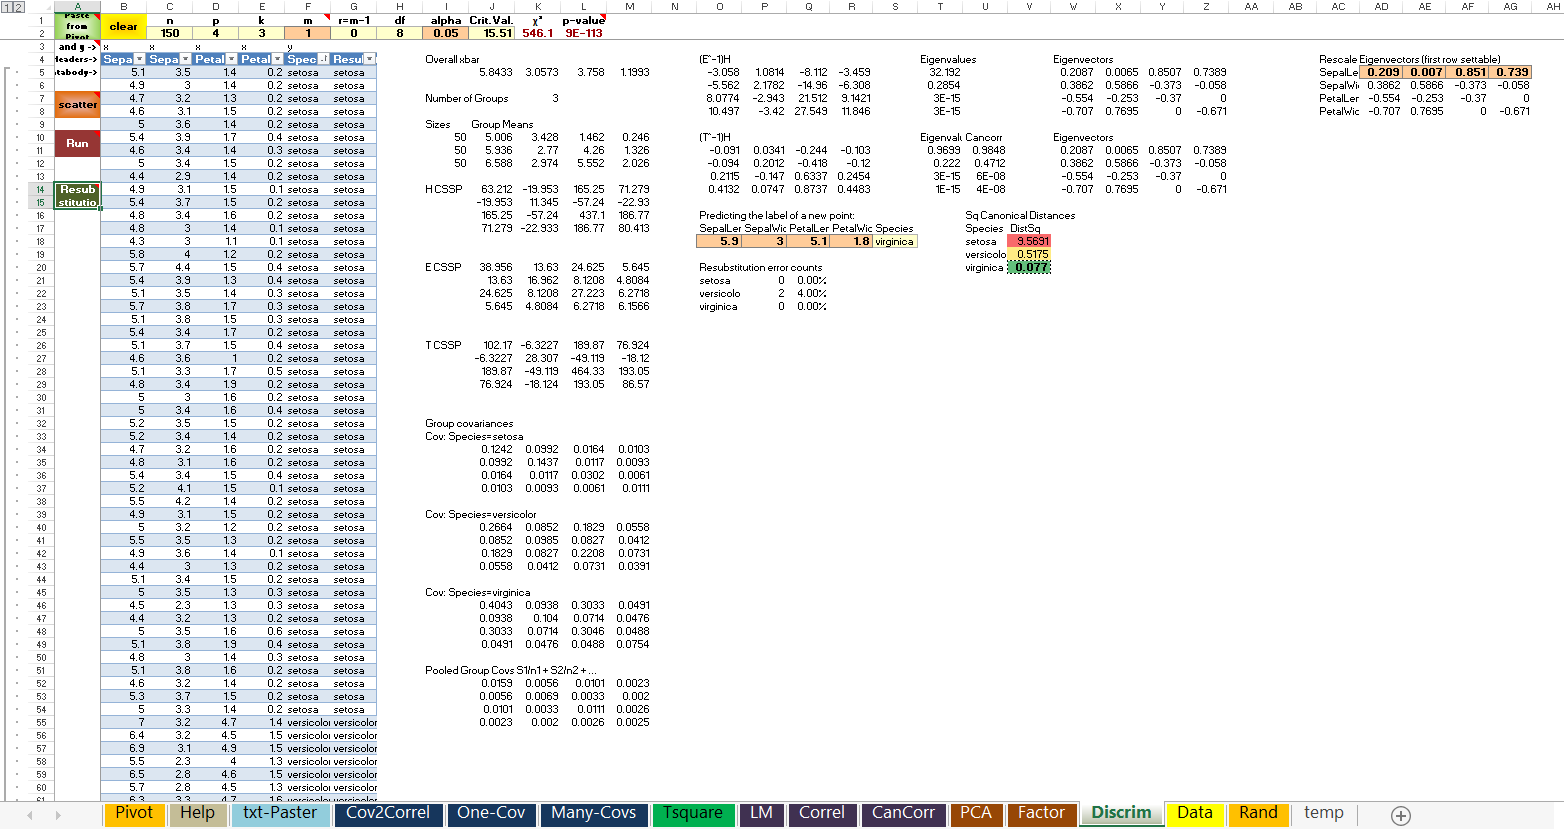 1 2 A B C D E F G H I J K L M N O P Q R S T U V W X Y Z AA AB AC AD AE AF AG AH
1 Paste from Pivot clear n p k m r=m-1 df alpha Crit.Val. χ² p-value
2 150 4 3 1 0 8 0.05 15.51 546.1 9E-113
3 and y -> x x x x y
4 Headers-> Sepa Sepa Petal Petal Spec Resul Overall xbar (E^-1)H Eigenvalues Eigenvectors Rescale Eigenvectors (first row settable)
5 tabody-> 5.1 3.5 1.4 0.2 setosa setosa 5.8433 3.0573 3.758 1.1993 -3.058 1.0814 -8.112 -3.459 32.192 0.2087 0.0065 0.8507 0.7389 SepalLe 0.209 0.007 0.851 0.739
6 4.9 3 1.4 0.2 setosa setosa -5.562 2.1782 -14.96 -6.308 0.2854 0.3862 0.5866 -0.373 -0.058 SepalWi 0.3862 0.5866 -0.373 -0.058
7 scatter 4.7 3.2 1.3 0.2 setosa setosa Number of Groups 3 8.0774 -2.943 21.512 9.1421 3E-15 -0.554 -0.253 -0.37 0 PetalLer -0.554 -0.253 -0.37 0
8 4.6 3.1 1.5 0.2 setosa setosa 10.497 -3.42 27.549 11.846 3E-15 -0.707 0.7695 0 -0.671 PetalWic -0.707 0.7695 0 -0.671
9 5 3.6 1.4 0.2 setosa setosa Sizes Group Means
10 Run 5.4 3.9 1.7 0.4 setosa setosa 50 5.006 3.428 1.462 0.246 (T^-1)H Eigenvalu Cancorr Eigenvectors
11 4.6 3.4 1.4 0.3 setosa setosa 50 5.936 2.77 4.26 1.326 -0.091 0.0341 -0.244 -0.103 0.9699 0.9848 0.2087 0.0065 0.8507 0.7389
12 5 3.4 1.5 0.2 setosa setosa 50 6.588 2.974 5.552 2.026 -0.094 0.2012 -0.418 -0.12 0.222 0.4712 0.3862 0.5866 -0.373 -0.058
13 4.4 2.9 1.4 0.2 setosa setosa 0.2115 -0.147 0.6337 0.2454 3E-15 6E-08 -0.554 -0.253 -0.37 0
14 Resub 4.9 3.1 1.5 0.1 setosa setosa H CSSP 63.212 -19.953 165.25 71.279 0.4132 0.0747 0.8737 0.4483 1E-15 4E-08 -0.707 0.7695 0 -0.671
15 stitutio 5.4 3.7 1.5 0.2 setosa setosa -19.953 11.345 -57.24 -22.93
16 4.8 3.4 1.6 0.2 setosa setosa 165.25 -57.24 437.1 186.77 Predicting the label of a new point: Sq Canonical Distances
17 4.8 3 1.4 0.1 setosa setosa 71.279 -22.933 186.77 80.413 SepalLer SepalWic PetalLer PetalWic Species Species DistSq
18 4.3 3 1.1 0.1 setosa setosa 5.9 3 5.1 1.8 virginica setosa 9.5691
19 5.8 4 1.2 0.2 setosa setosa versicolo 0.5175
20 5.7 4.4 1.5 0.4 setosa setosa E CSSP 38.956 13.63 24.625 5.645 Resubstitution error counts virginica 0.077
21 5.4 3.9 1.3 0.4 setosa setosa 13.63 16.962 8.1208 4.8084 setosa 0 0.00%
22 5.1 3.5 1.4 0.3 setosa setosa 24.625 8.1208 27.223 6.2718 versicolo 2 4.00%
23 5.7 3.8 1.7 0.3 setosa setosa 5.645 4.8084 6.2718 6.1566 virginica 0 0.00%
24 5.1 3.8 1.5 0.3 setosa setosa
25 5.4 3.4 1.7 0.2 setosa setosa
26 5.1 3.7 1.5 0.4 setosa setosa T CSSP 102.17 -6.3227 189.87 76.924
27 4.6 3.6 1 0.2 setosa setosa -6.3227 28.307 -49.119 -18.12
28 5.1 3.3 1.7 0.5 setosa setosa 189.87 -49.119 464.33 193.05
29 4.8 3.4 1.9 0.2 setosa setosa 76.924 -18.124 193.05 86.57
30 5 3 1.6 0.2 setosa setosa
31 5 3.4 1.6 0.4 setosa setosa
32 5.2 3.5 1.5 0.2 setosa setosa Group covariances
33 5.2 3.4 1.4 0.2 setosa setosa Cov: Species=setosa
34 4.7 3.2 1.6 0.2 setosa setosa 0.1242 0.0992 0.0164 0.0103
35 4.8 3.1 1.6 0.2 setosa setosa 0.0992 0.1437 0.0117 0.0093
36 5.4 3.4 1.5 0.4 setosa setosa 0.0164 0.0117 0.0302 0.0061
37 5.2 4.1 1.5 0.1 setosa setosa 0.0103 0.0093 0.0061 0.0111
38 5.5 4.2 1.4 0.2 setosa setosa
39 4.9 3.1 1.5 0.2 setosa setosa Cov: Species=versicolor
40 5 3.2 1.2 0.2 setosa setosa 0.2664 0.0852 0.1829 0.0558
41 5.5 3.5 1.3 0.2 setosa setosa 0.0852 0.0985 0.0827 0.0412
42 4.9 3.6 1.4 0.1 setosa setosa 0.1829 0.0827 0.2208 0.0731
43 4.4 3 1.3 0.2 setosa setosa 0.0558 0.0412 0.0731 0.0391
44 5.1 3.4 1.5 0.2 setosa setosa
45 5 3.5 1.3 0.3 setosa setosa Cov: Species=virginica
46 4.5 2.3 1.3 0.3 setosa setosa 0.4043 0.0938 0.3033 0.0491
47 4.4 3.2 1.3 0.2 setosa setosa 0.0938 0.104 0.0714 0.0476
48 5 3.5 1.6 0.6 setosa setosa 0.3033 0.0714 0.3046 0.0488
49 5.1 3.8 1.9 0.4 setosa setosa 0.0491 0.0476 0.0488 0.0754
50 4.8 3 1.4 0.3 setosa setosa
51 5.1 3.8 1.6 0.2 setosa setosa Pooled Group Covs S1/n1 + S2/n2 + ...
52 4.6 3.2 1.4 0.2 setosa setosa 0.0159 0.0056 0.0101 0.0023
53 5.3 3.7 1.5 0.2 setosa setosa 0.0056 0.0069 0.0033 0.002
54 5 3.3 1.4 0.2 setosa setosa 0.0101 0.0033 0.0111 0.0026
55 7 3.2 4.7 1.4 versicolor versicolor 0.0023 0.002 0.0026 0.0025
56 6.4 3.2 4.5 1.5 versicolor versicolor
57 6.9 3.1 4.9 1.5 versicolor versicolor
58 5.5 2.3 4 1.3 versicolor versicolor
59 6.5 2.8 4.6 1.5 versicolor versicolor
60 5.7 2.8 4.5 1.3 versicolor versicolor
61 6.3 3.3 4.7 1.6 versicolor versicolor
Pivot Help txt-Paster Cov2Correl One-Cov Many-Covs Tsquare LM Correl CanCorr PCA Factor Discrim Data Rand temp